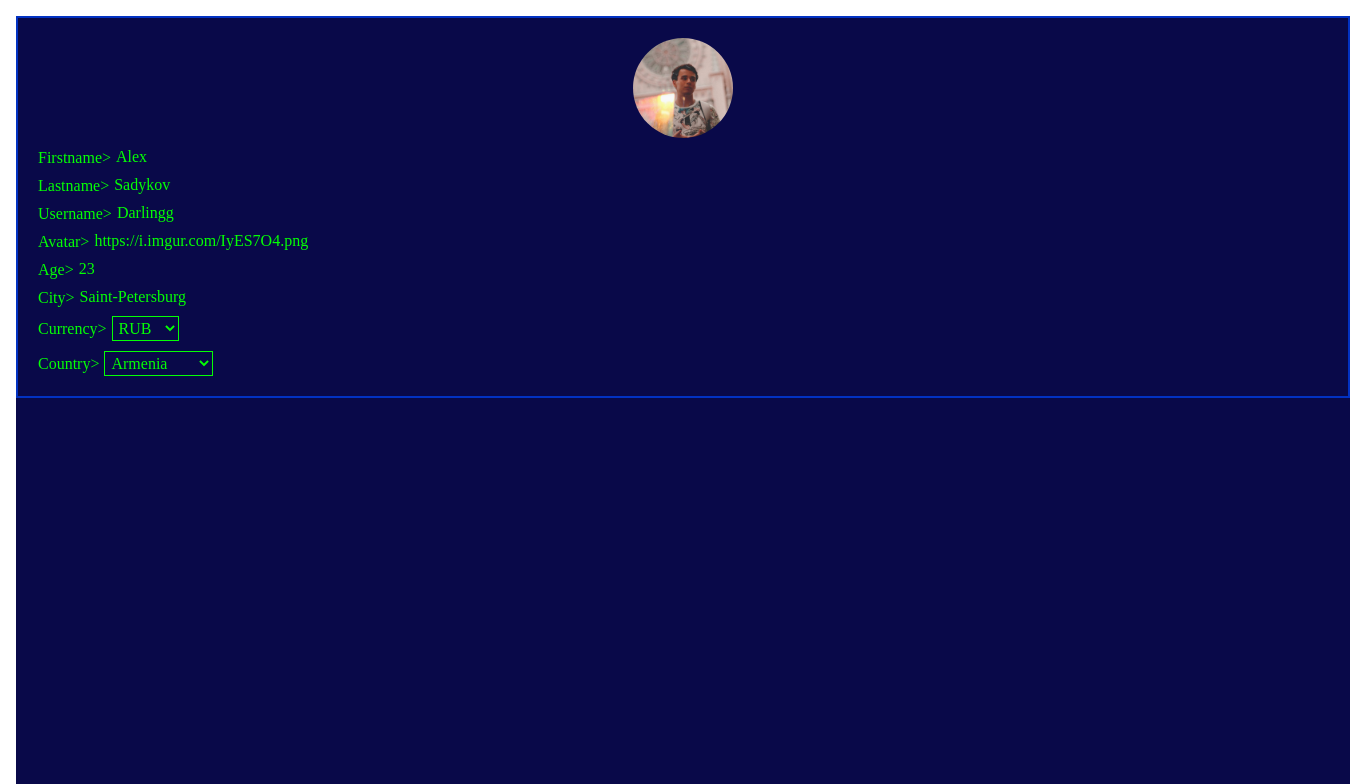 Firstname> Alex
Lastname> Sadykov
Username> Darlingg
Avatar> https://i.imgur.com/IyES7O4.png
Age> 23
City> Saint-Petersburg
Currency> RUB
Country> Armenia